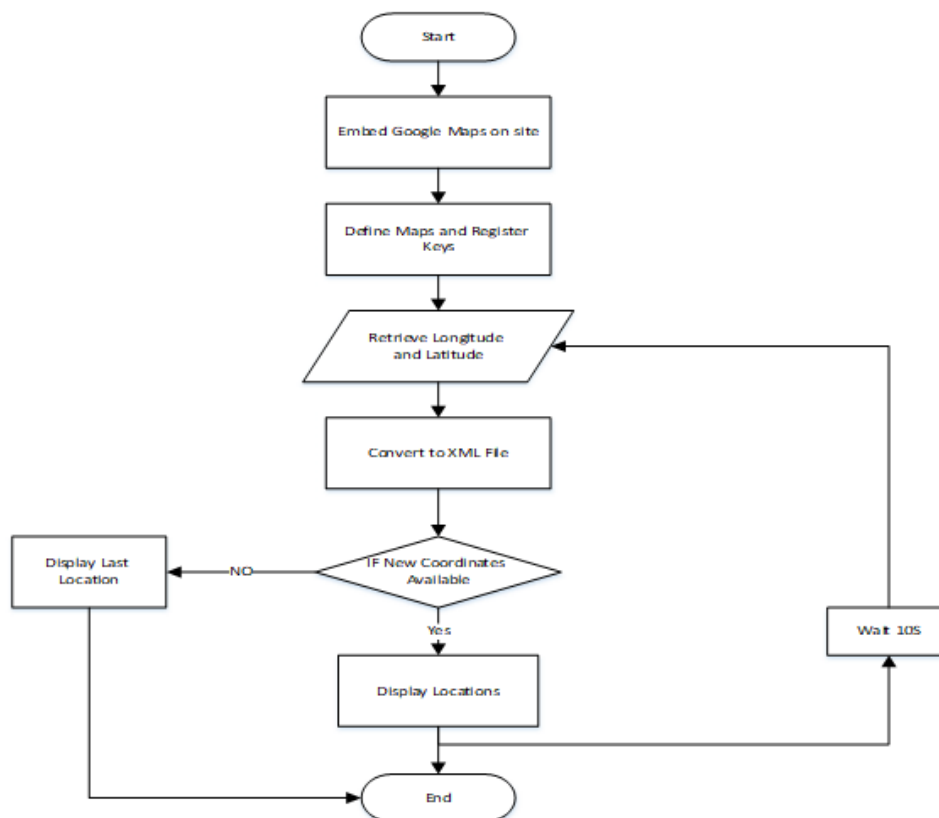 Start
Embed Google Maps on site
Define Maps and Register
Keys
Retrieve Longitude
and Latitude
Convert to XML File
IF New Coordinates
Available
NO
Display Last
Location
Yes
Wait 10S
Display Locations
End